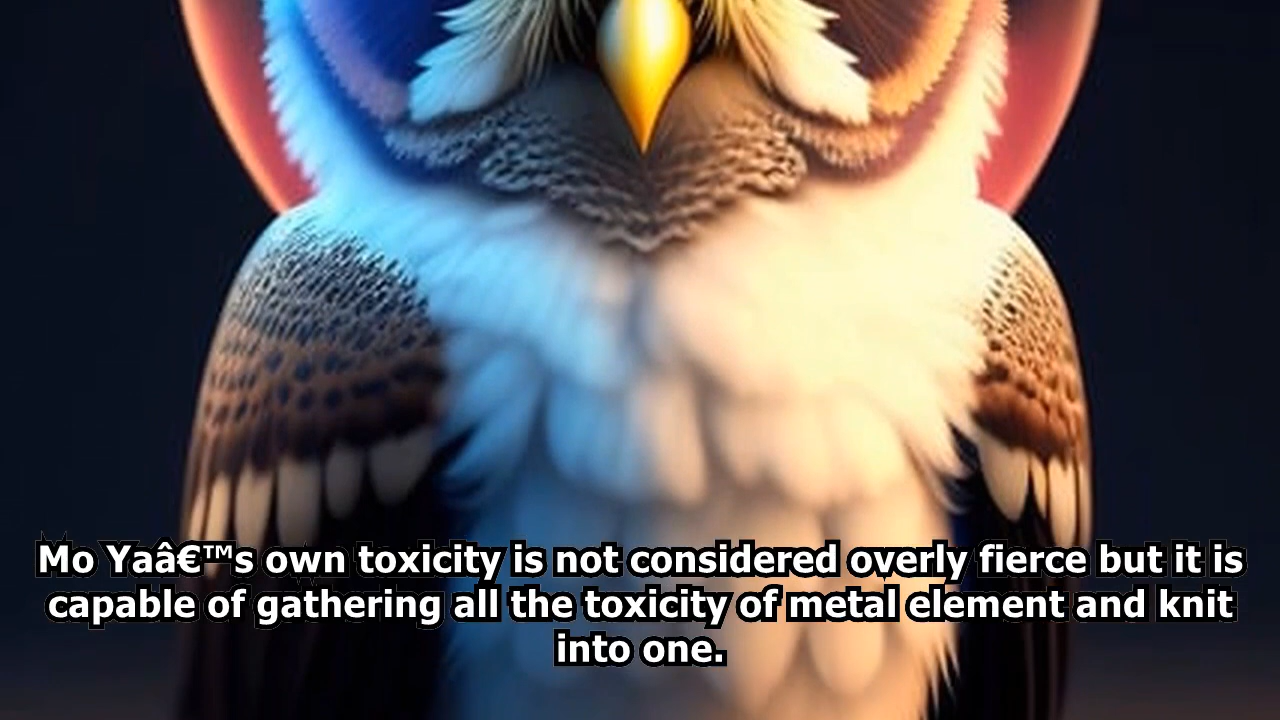 Mo Yaâ€™s own toxicity is not considered overly fierce but it is
capable of gathering all the toxicity of metal element and knit
into one.